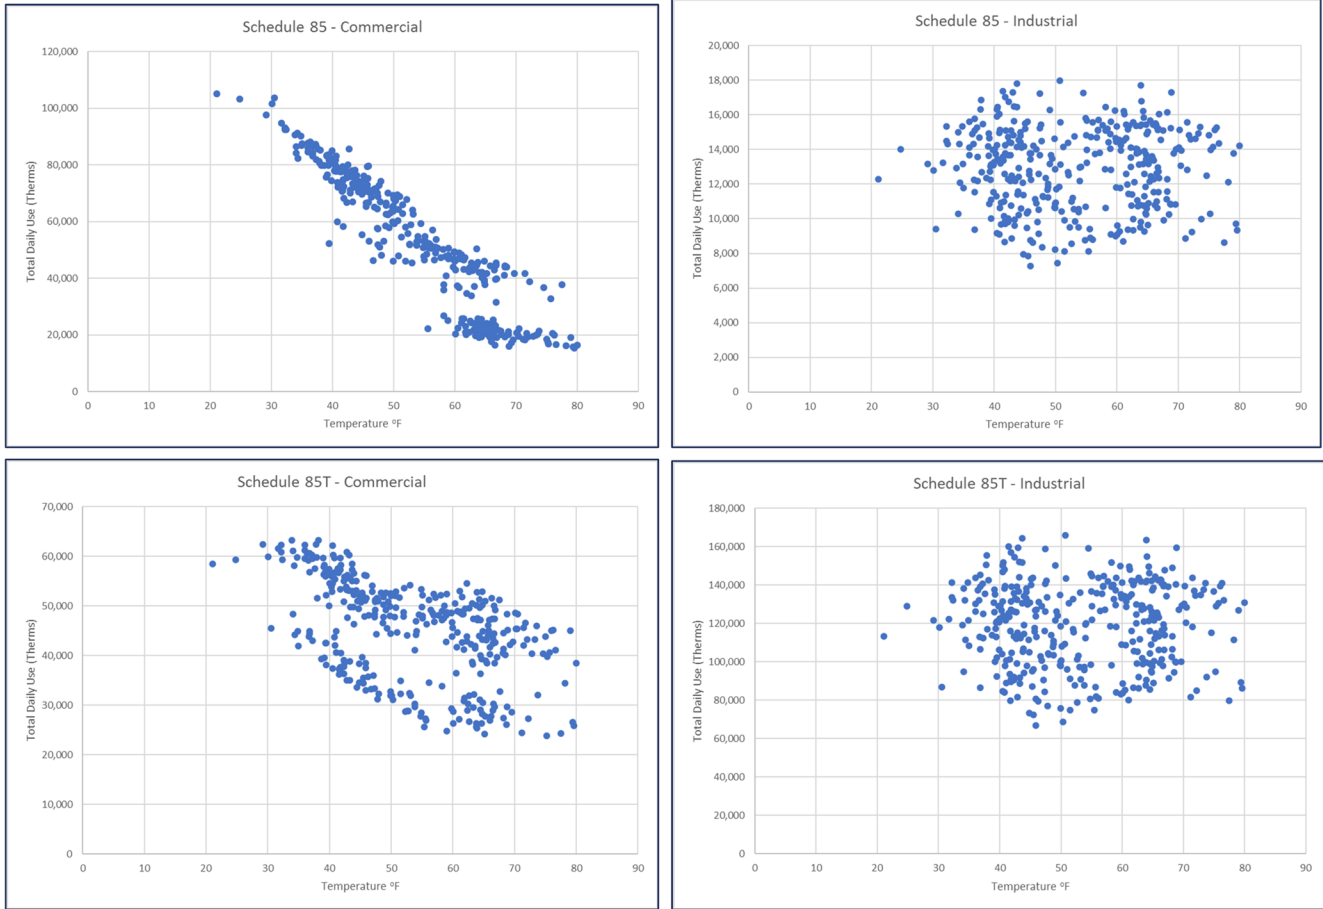 Schedule 85 - Commercial
Total Daily Use (Therms)
120,000
100,000
80,000
60,000
40,000
20,000
0
0 10 20 30 40 50 60 70 80 90
Temperature ºF
Schedule 85 - Industrial
Total Daily Use (Therms)
20,000
18,000
16,000
14,000
12,000
10,000
8,000
6,000
4,000
2,000
0
0 10 20 30 40 50 60 70 80 90
Temperature ºF
Schedule 85T - Commercial
Total Daily Use (Therms)
70,000
60,000
50,000
40,000
30,000
20,000
10,000
0
0 10 20 30 40 50 60 70 80 90
Temperature ºF
Schedule 85T - Industrial
Total Daily Use (Therms)
180,000
160,000
140,000
120,000
100,000
80,000
60,000
40,000
20,000
0
0 10 20 30 40 50 60 70 80 90
Temperature ºF